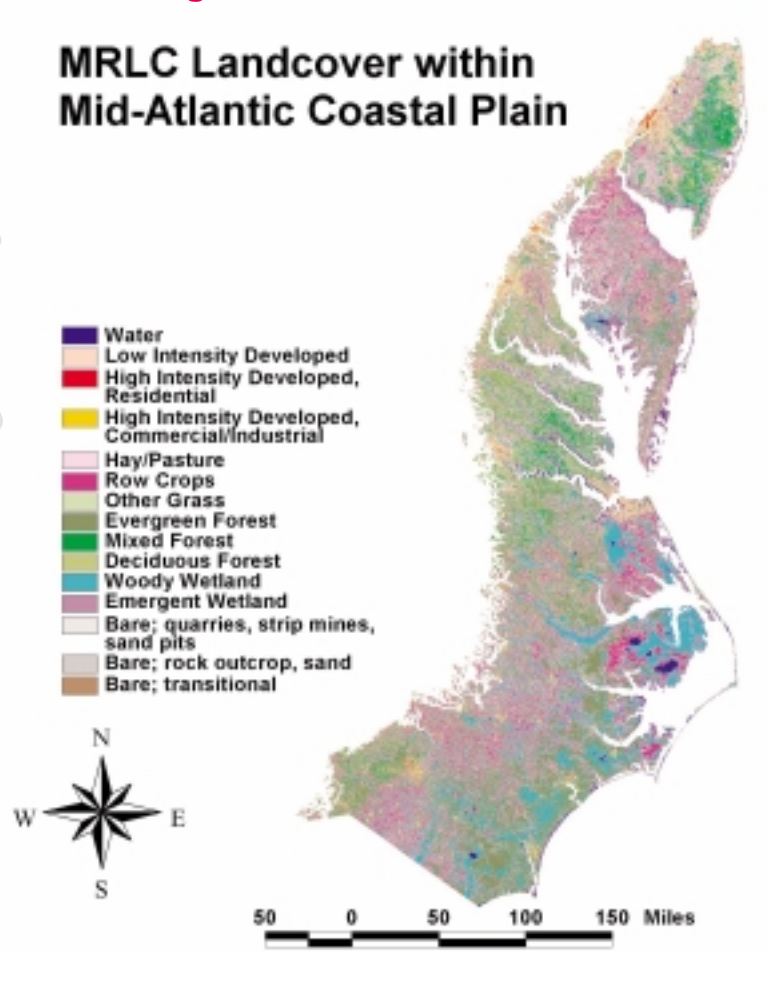 MRLC Landcover within
Mid-Atlantic Coastal Plain
Water
Low Intensity Developed
High Intensity Developed,
Residential
High Intensity Developed,
Commercial/Industrial
Hay/Pasture
Row Crops
Other Grass
Evergreen Forest
Mixed Forest
Deciduous Forest
Woody Wetland
Emergent Wetland
Bare; quarries, strip mines,
sand pits
Bare; rock outcrop, sand
Bare; transitional
N
W E
S
50 0 50 100 150 Miles